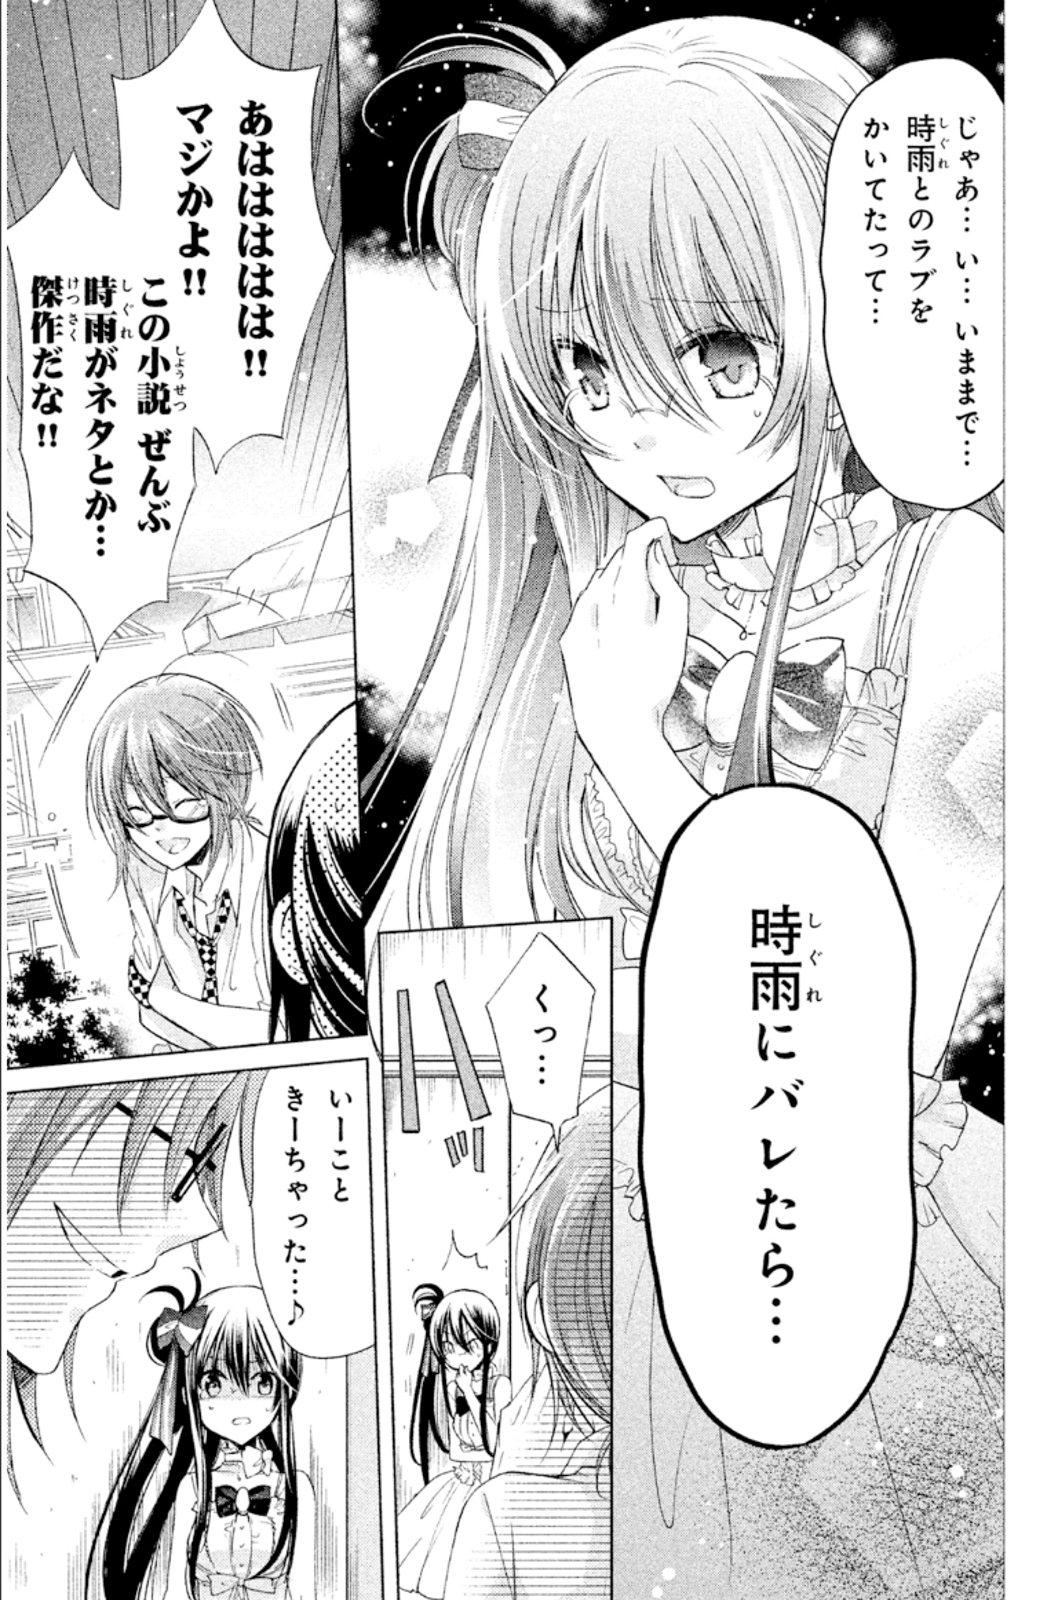 じゃあ…い…いままで…
時雨とのラブを
かいてたって…
時雨にバレたら…
あはははははは!!
マジかよ!!
この小説 ぜんぶ
時雨がネタとか…
傑作だな!!
くっ…
いーこと
きーちゃった…♪